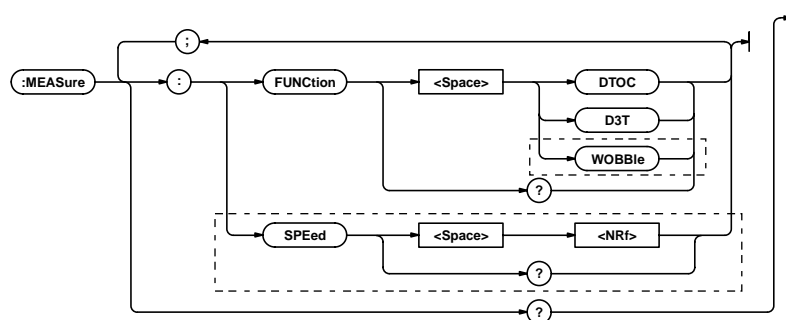 ;
:MEASure
:
FUNCtion
<Space>
DTOC
D3T
WOBBle
?
SPEed
<Space>
<NRf>
?
?